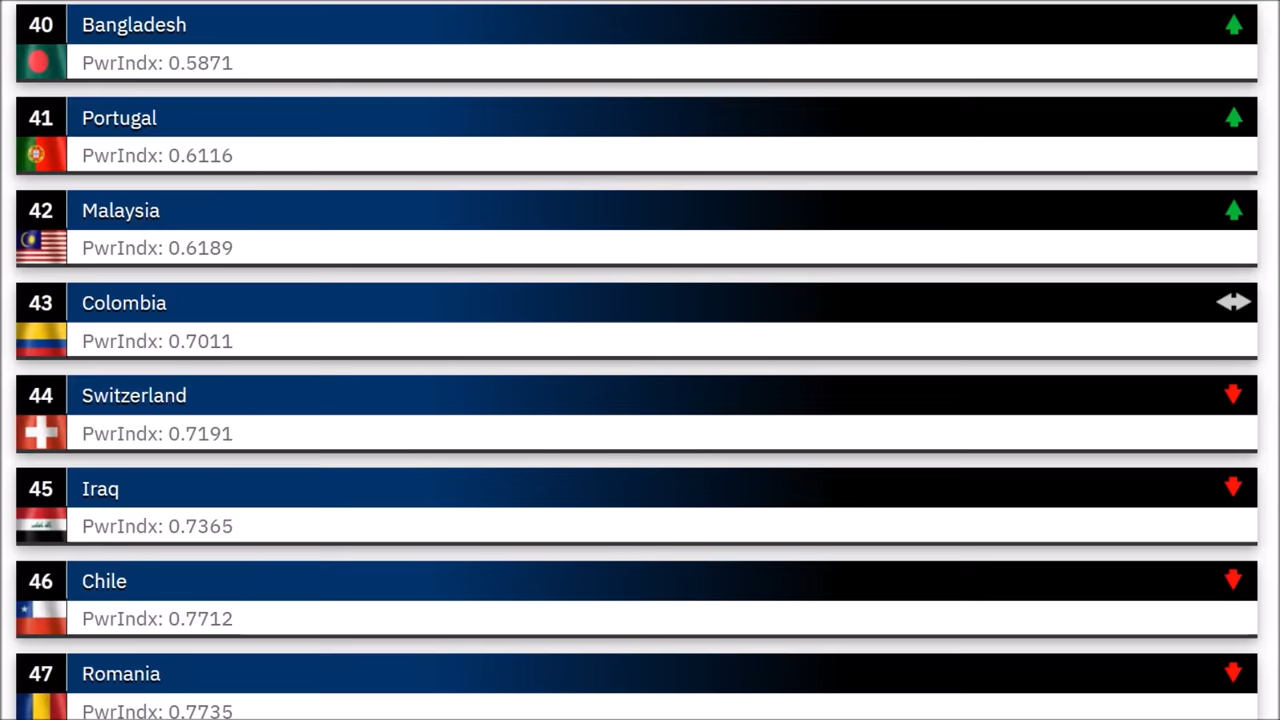 40 Bangladesh
PwrIndx: 0.5871
41 Portugal
PwrIndx: 0.6116
42 Malaysia
PwrIndx: 0.6189
43 Colombia
PwrIndx: 0.7011
44 Switzerland
PwrIndx: 0.7191
45 Iraq
PwrIndx: 0.7365
46 Chile
PwrIndx: 0.7712
47 Romania
PwrIndx: 0.7735